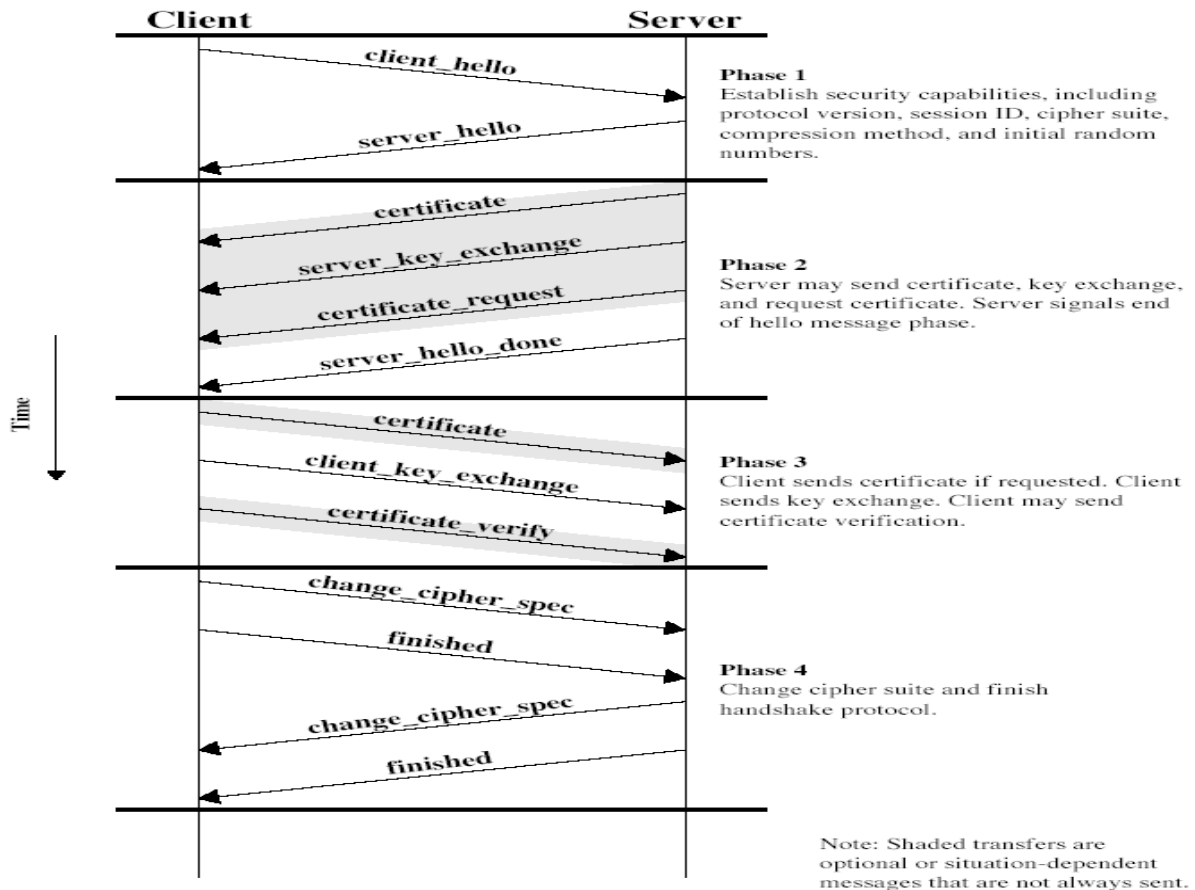 Client
Server
client_hello
server_hello
Phase 1
Establish security capabilities, including
protocol version, session ID, cipher suite,
compression method, and initial random
numbers.
certificate
server_key_exchange
certificate_request
server_hello_done
Phase 2
Server may send certificate, key exchange,
and request certificate. Server signals end
of hello message phase.
Time
certificate
client_key_exchange
certificate_verify
Phase 3
Client sends certificate if requested. Client
sends key exchange. Client may send
certificate verification.
change_cipher_spec
finished
change_cipher_spec
finished
Phase 4
Change cipher suite and finish
handshake protocol.
Note: Shaded transfers are
optional or situation-dependent
messages that are not always sent.